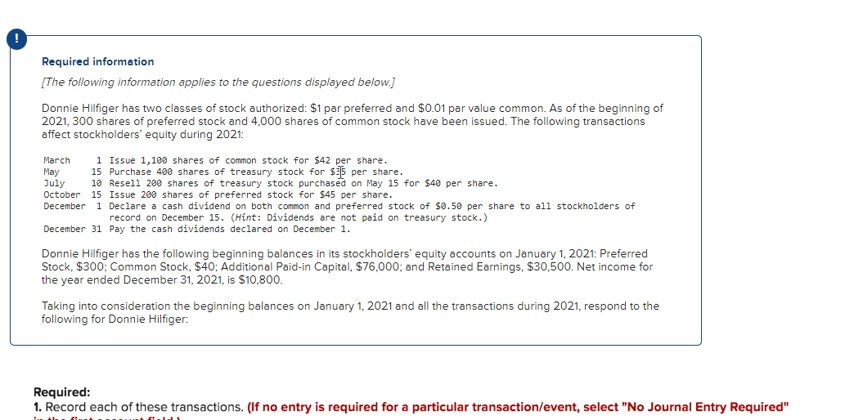 !
Required information
[The following information applies to the questions displayed below.]
Donnie Hilfiger has two classes of stock authorized: $1 par preferred and $0.01 par value common. As of the beginning of
2021, 300 shares of preferred stock and 4,000 shares of common stock have been issued. The following transactions
affect stockholders' equity during 2021:
March 1 Issue 1,100 shares of common stock for $42 per share.
May 15 Purchase 400 shares of treasury stock for $35 per share.
July 10 Resell 200 shares of treasury stock purchased on May 15 for $40 per share.
October 15 Issue 200 shares of preferred stock for $45 per share.
December 1 Declare a cash dividend on both common and preferred stock of $0.50 per share to all stockholders of
record on December 15. (Hint: Dividends are not paid on treasury stock.)
December 31 Pay the cash dividends declared on December 1.
Donnie Hilfiger has the following beginning balances in its stockholders' equity accounts on January 1, 2021: Preferred
Stock, $300; Common Stock, $40; Additional Paid-in Capital, $76,000; and Retained Earnings, $30,500. Net income for
the year ended December 31, 2021, is $10,800.
Taking into consideration the beginning balances on January 1, 2021 and all the transactions during 2021, respond to the
following for Donnie Hilfiger:
Required:
1. Record each of these transactions. (If no entry is required for a particular transaction/event, select "No Journal Entry Required"
in the first account field.)